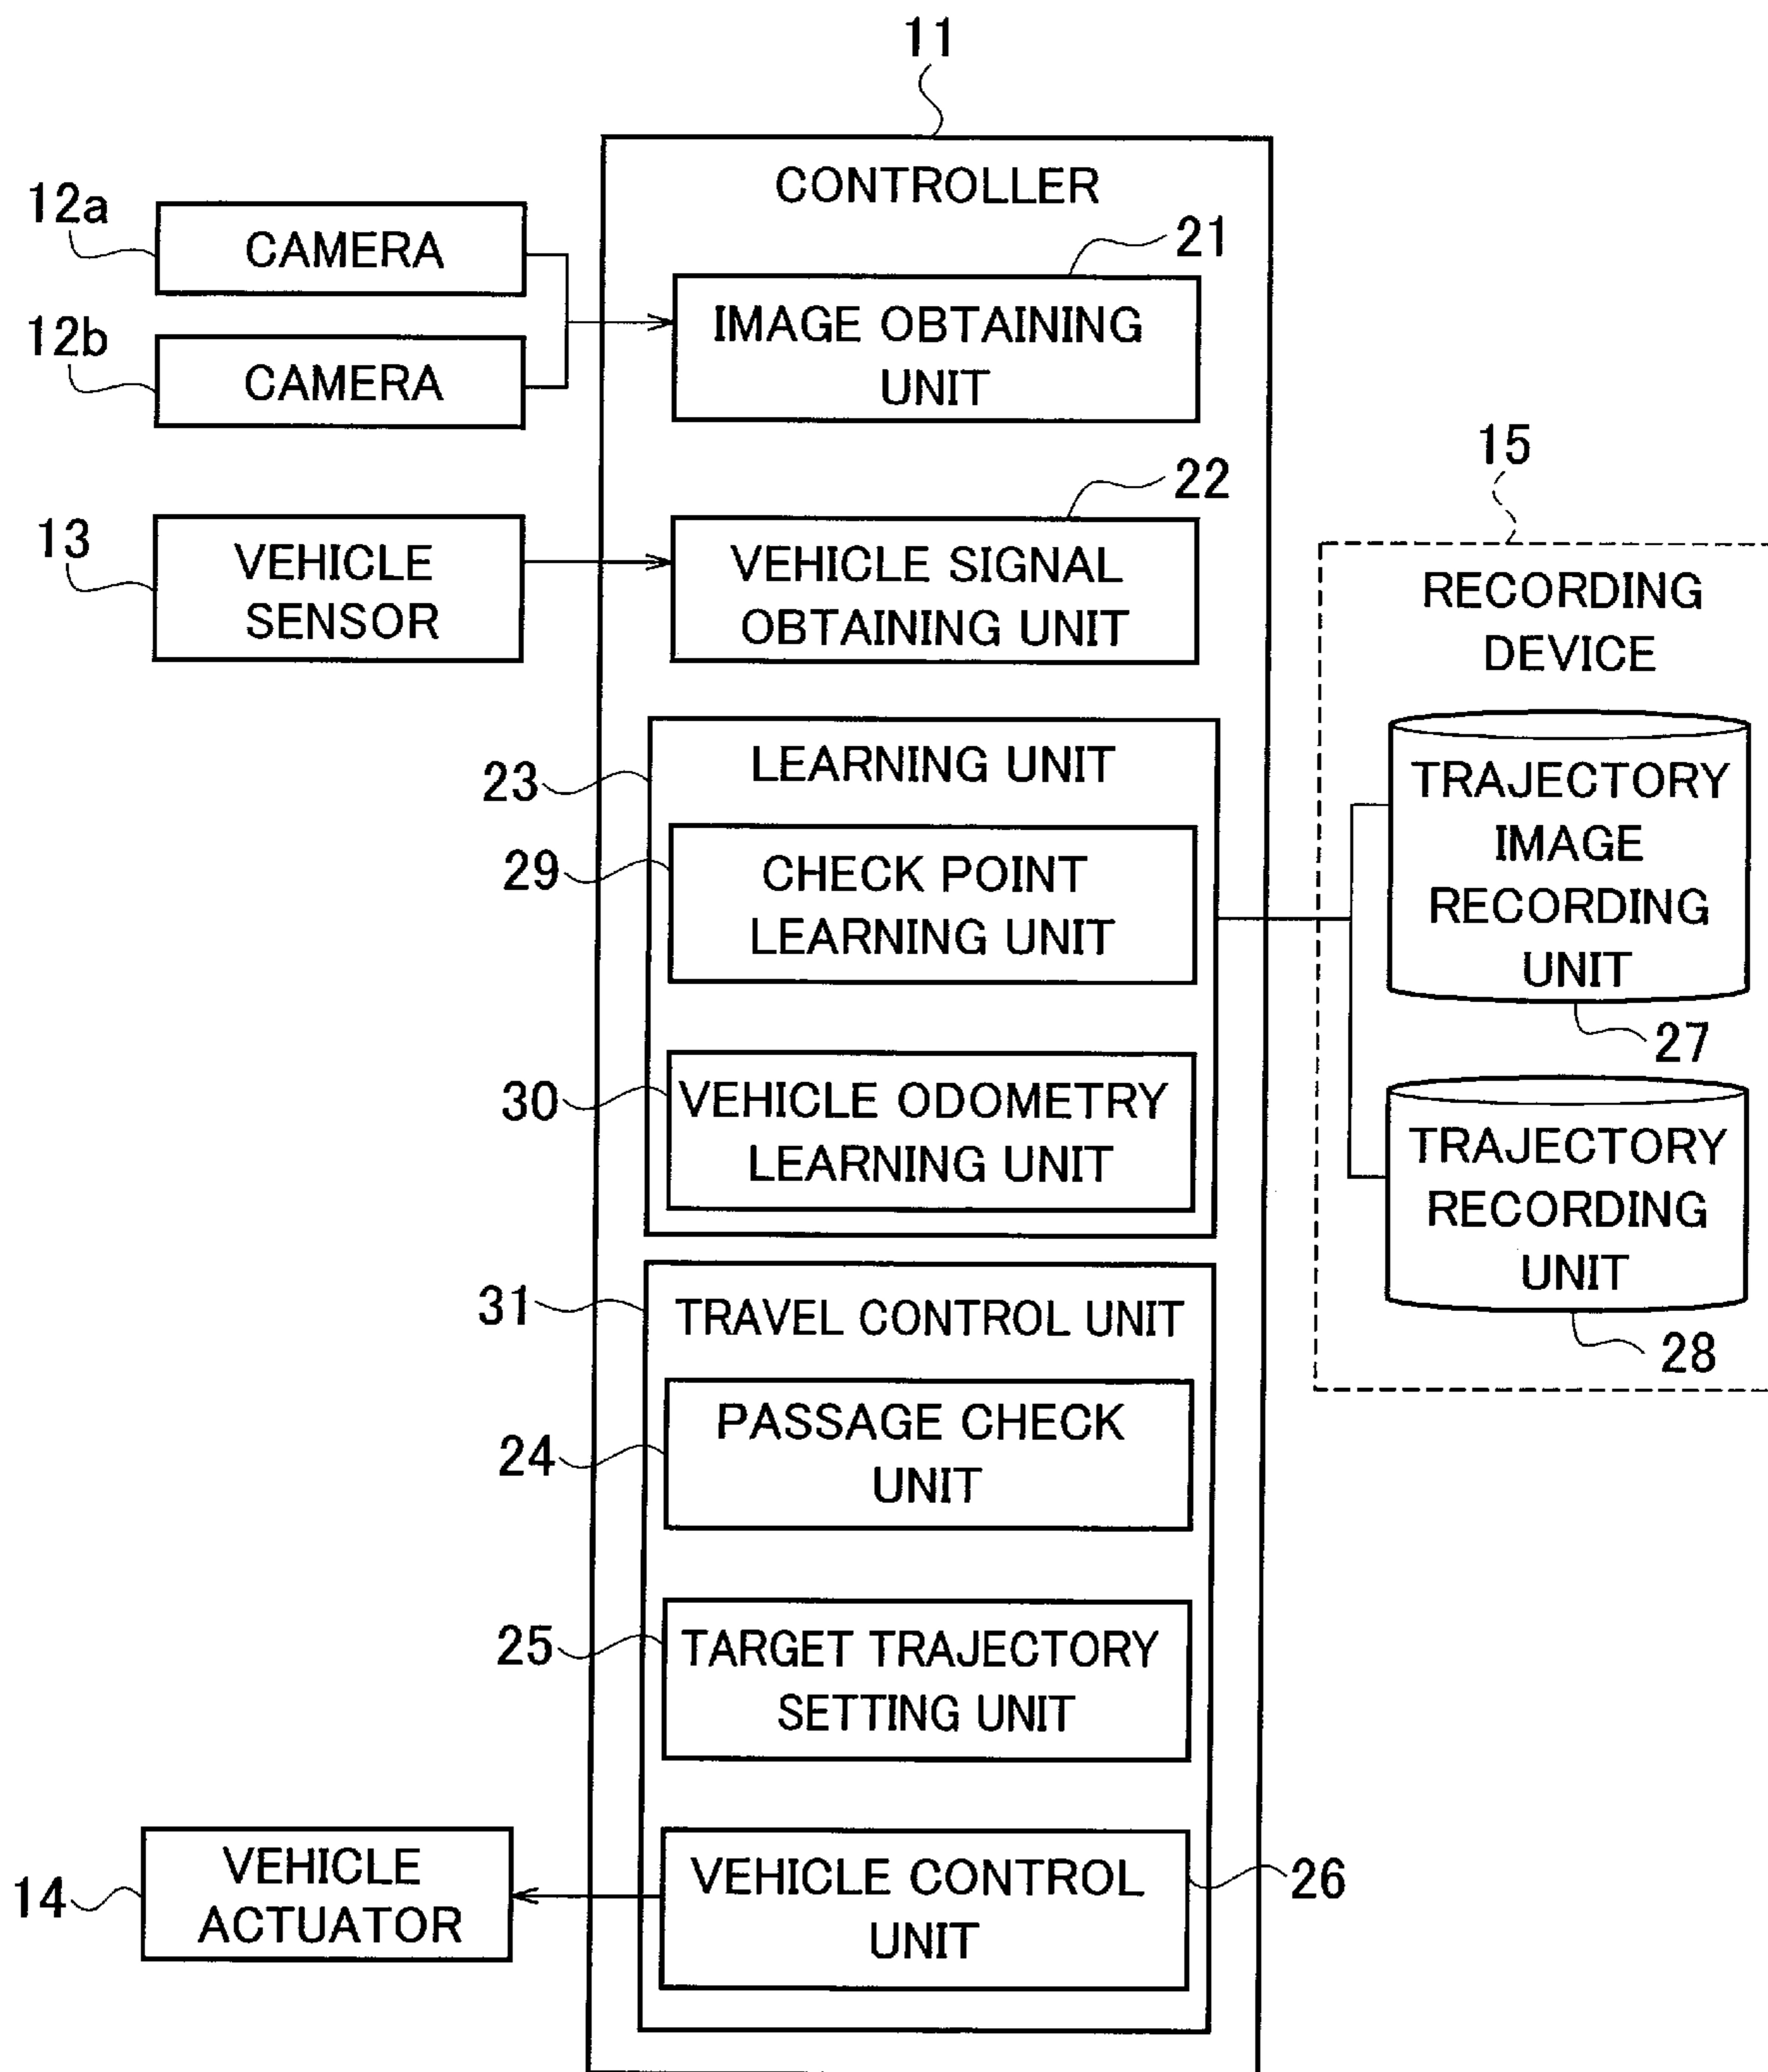 11
CONTROLLER
12a
CAMERA
12b
CAMERA
21
IMAGE OBTAINING
UNIT
13
VEHICLE
SENSOR
22
VEHICLE SIGNAL
OBTAINING UNIT
15
RECORDING
DEVICE
23
LEARNING UNIT
29
CHECK POINT
LEARNING UNIT
30
VEHICLE ODOMETRY
LEARNING UNIT
TRAJECTORY
IMAGE
RECORDING
UNIT
27
TRAJECTORY
RECORDING
UNIT
28
31
TRAVEL CONTROL UNIT
24
PASSAGE CHECK
UNIT
25
TARGET TRAJECTORY
SETTING UNIT
14
VEHICLE
ACTUATOR
VEHICLE CONTROL
UNIT
26